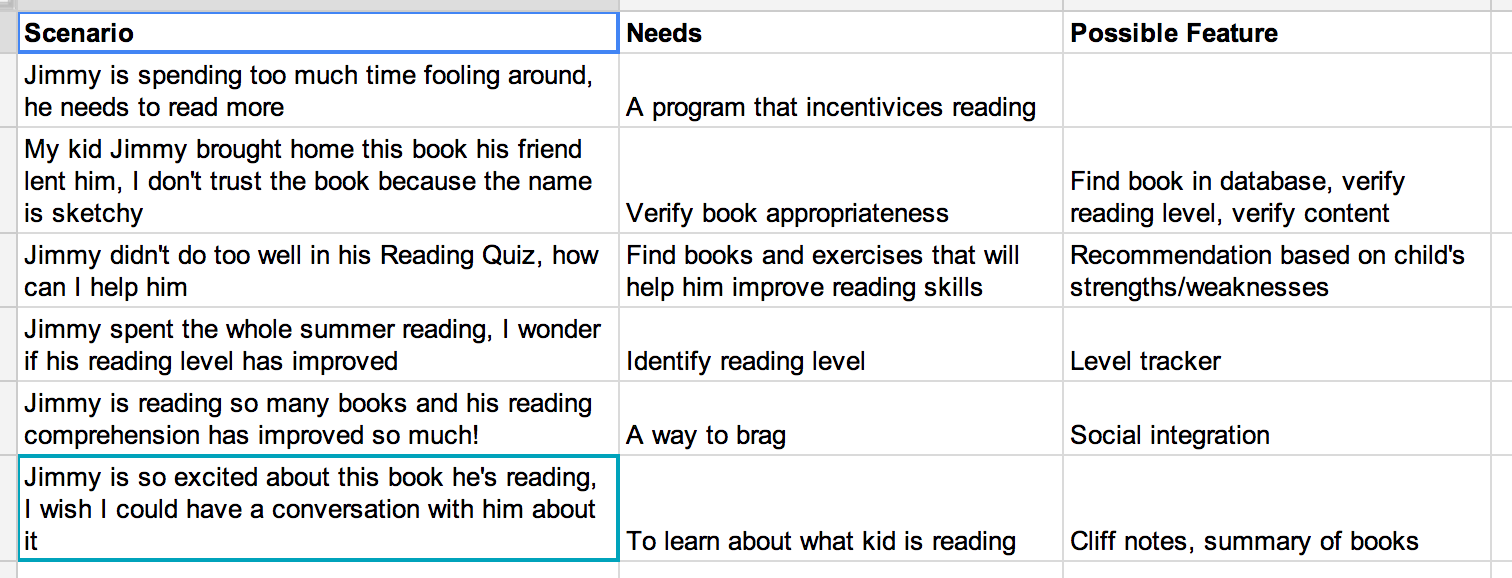 Scenario
Needs
Possible Feature
Jimmy is spending too much time fooling around,
he needs to read more
A program that incentivices reading
My kid Jimmy brought home this book his friend
lent him, I don't trust the book because the name
is sketchy
Verify book appropriateness
Find book in database, verify
reading level, verify content
Jimmy didn't do too well in his Reading Quiz, how
can I help him
Find books and exercises that will
help him improve reading skills
Recommendation based on child's
strengths/weaknesses
Jimmy spent the whole summer reading, I wonder
if his reading level has improved
Identify reading level
Level tracker
Jimmy is reading so many books and his reading
comprehension has improved so much!
A way to brag
Social integration
Jimmy is so excited about this book he's reading,
I wish I could have a conversation with him about
it
To learn about what kid is reading
Cliff notes, summary of books